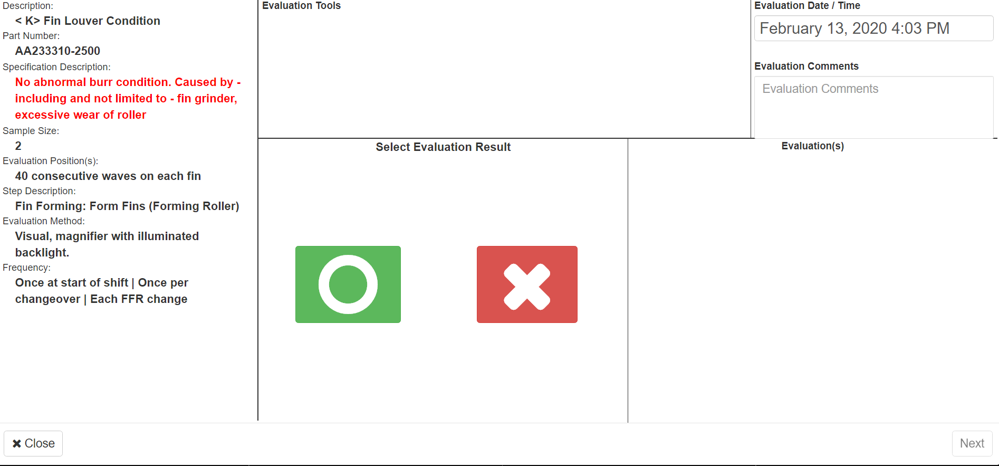 Description:
< K> Fin Louver Condition
Part Number:
AA233310-2500
Specification Description:
No abnormal burr condition. Caused by -
including and not limited to - fin grinder,
excessive wear of roller
Sample Size:
2
Evaluation Position(s):
40 consecutive waves on each fin
Step Description:
Fin Forming: Form Fins (Forming Roller)
Evaluation Method:
Visual, magnifier with illuminated
backlight.
Frequency:
Once at start of shift | Once per
changeover | Each FFR change
Evaluation Tools
Evaluation Date / Time
February 13, 2020 4:03 PM
Evaluation Comments
Evaluation Comments
Select Evaluation Result
Evaluation(s)
Close
Next